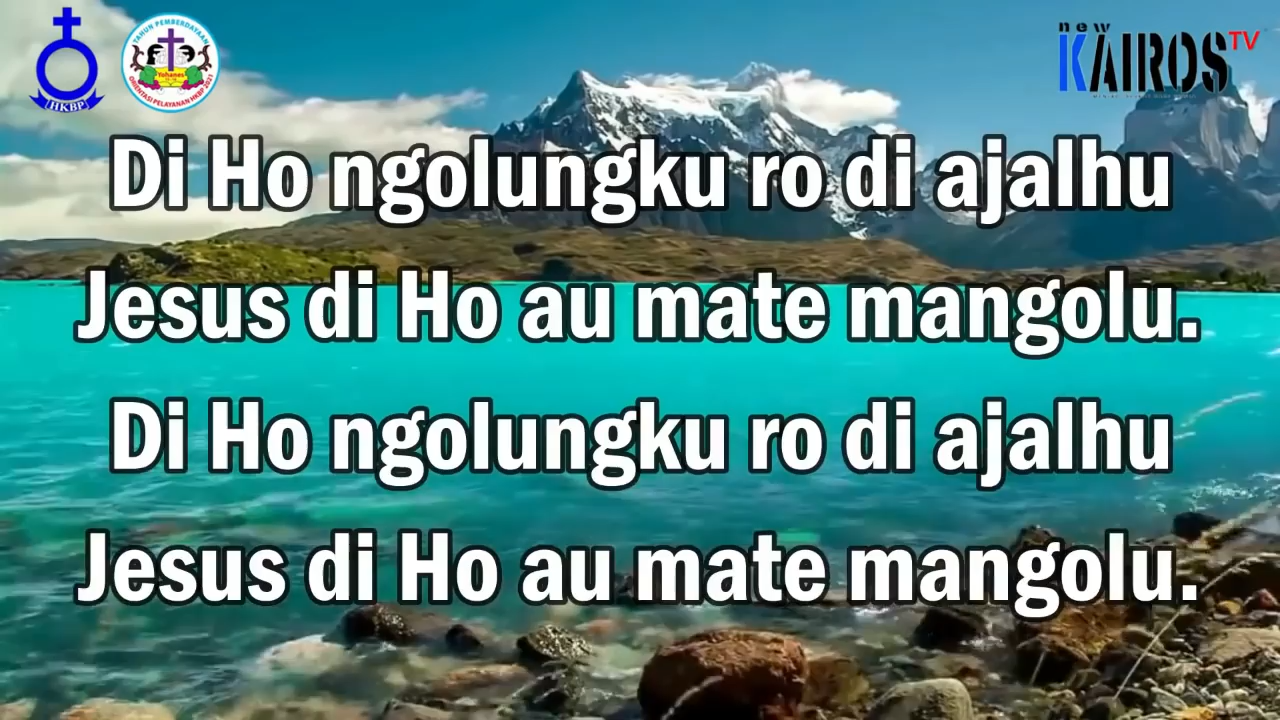 HKBP
TAHUN PEMBERDAYAAN
Yohanes
ORIENTASI PELAYANAN HKBP 2021
new
KAIROS TV
Di Ho ngolungku ro di ajalhu
Jesus di Ho au mate mangolu.
Di Ho ngolungku ro di ajalhu
Jesus di Ho au mate mangolu.